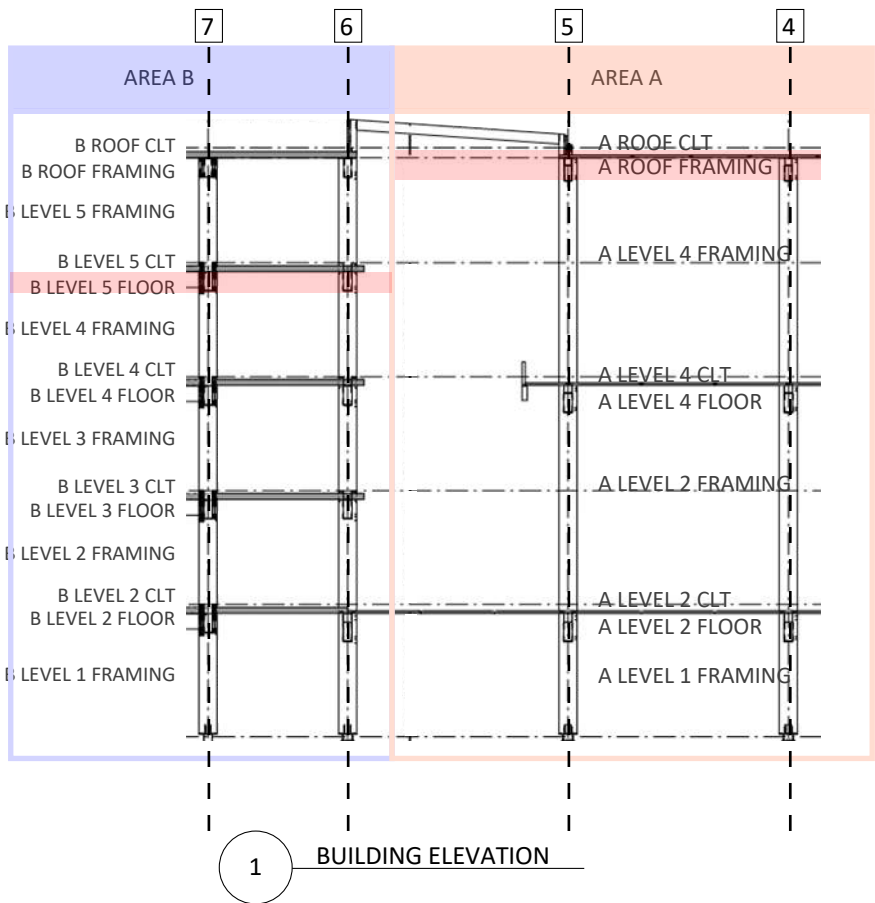 7 6 5 4
AREA B
AREA A
B ROOF CLT
B ROOF FRAMING
B LEVEL 5 FRAMING
B LEVEL 5 CLT
B LEVEL 5 FLOOR
B LEVEL 4 FRAMING
B LEVEL 4 CLT
B LEVEL 4 FLOOR
B LEVEL 3 FRAMING
B LEVEL 3 CLT
B LEVEL 3 FLOOR
B LEVEL 2 FRAMING
B LEVEL 2 CLT
B LEVEL 2 FLOOR
B LEVEL 1 FRAMING
A ROOF CLT
A ROOF FRAMING
A LEVEL 4 FRAMING
A LEVEL 4 CLT
A LEVEL 4 FLOOR
A LEVEL 2 FRAMING
A LEVEL 2 CLT
A LEVEL 2 FLOOR
A LEVEL 1 FRAMING
1 BUILDING ELEVATION